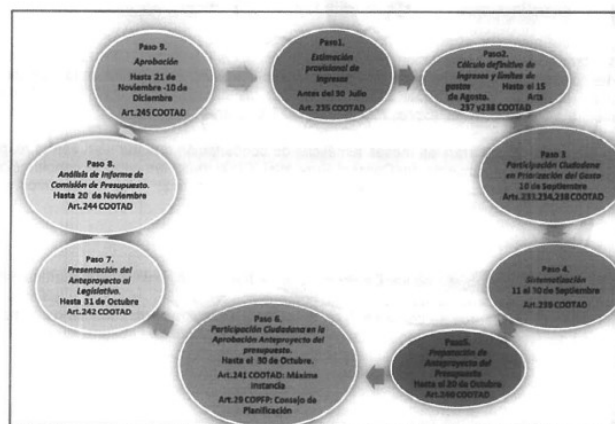 Paso1.
Estimación
provisional de
ingresos
Antes del 30 Julio
Art. 235 COOTAD
Paso2.
Cálculo definitivo de
ingresos y límites de
gastos Hasta el 15
de Agosto. Arts
237 y238 COOTAD
Paso 3
Participación Ciudadana
en Priorización del Gasto
10 de Septiembre
Arts.233,234,238 COOTAD
Paso 4.
Sistematización
11 al 30 de Septiembre
Art.239 COOTAD
Paso5.
Preparación de
Anteproyecto del Presupuesto
Hasta el 20 de Octubre.
Art.240 COOTAD
Paso 6.
Participación Ciudadana en la
Aprobación Anteproyecto del
presupuesto.
Hasta el 30 de Octubre.
Art.241 COOTAD: Máxima
Instancia
Art.29 COPFP: Consejo de
Planificación
Paso 7.
Presentación del
Anteproyecto al
Legislativo.
Hasta 31 de Octubre
Art.242 COOTAD
Paso 8.
Análisis de Informe de
Comisión de Presupuesto.
Hasta 20 de Noviembre
Art.244 COOTAD
Paso 9.
Aprobación
Hasta 21 de
Noviembre -10 de
Diciembre
Art.245 COOTAD